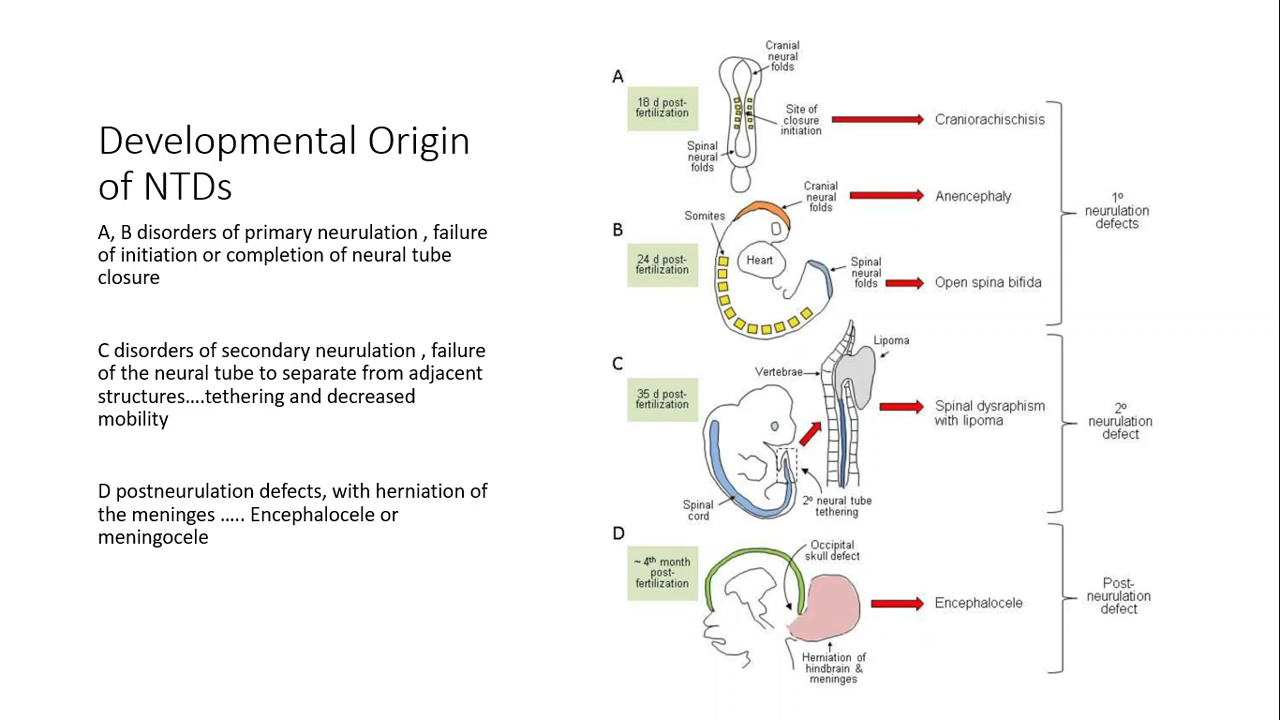 Developmental Origin
of NTDs
A, B disorders of primary neurulation , failure
of initiation or completion of neural tube
closure
C disorders of secondary neurulation , failure
of the neural tube to separate from adjacent
structures….tethering and decreased
mobility
D postneurulation defects, with herniation of
the meninges ….. Encephalocele or
meningocele
A
18 d post-
fertilization
Cranial
neural
folds
Site of
closure
initiation
Spinal
neural
folds
Craniorachischisis
B
24 d post-
fertilization
Somites
Cranial
neural
folds
Heart
Spinal
neural
folds
Anencephaly
Open spina bifida
1º
neurulation
defects
C
35 d post-
fertilization
Vertebrae
Lipoma
Spinal
cord
2º neural tube
tethering
Spinal dysraphism
with lipoma
2º
neurulation
defect
D
~ 4th month
post-
fertilization
Occipital
skull defect
Herniation of
hindbrain &
meninges
Encephalocele
Post-
neurulation
defect